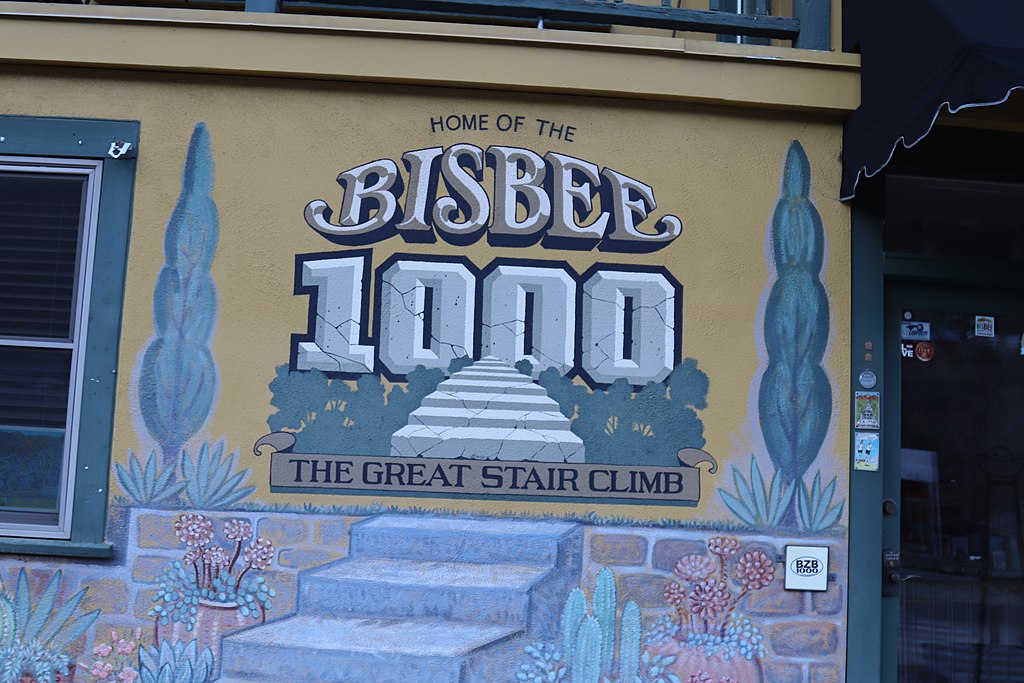 HOME OF THE
BISBEE
1000
THE GREAT STAIR CLIMB
BZB
1000